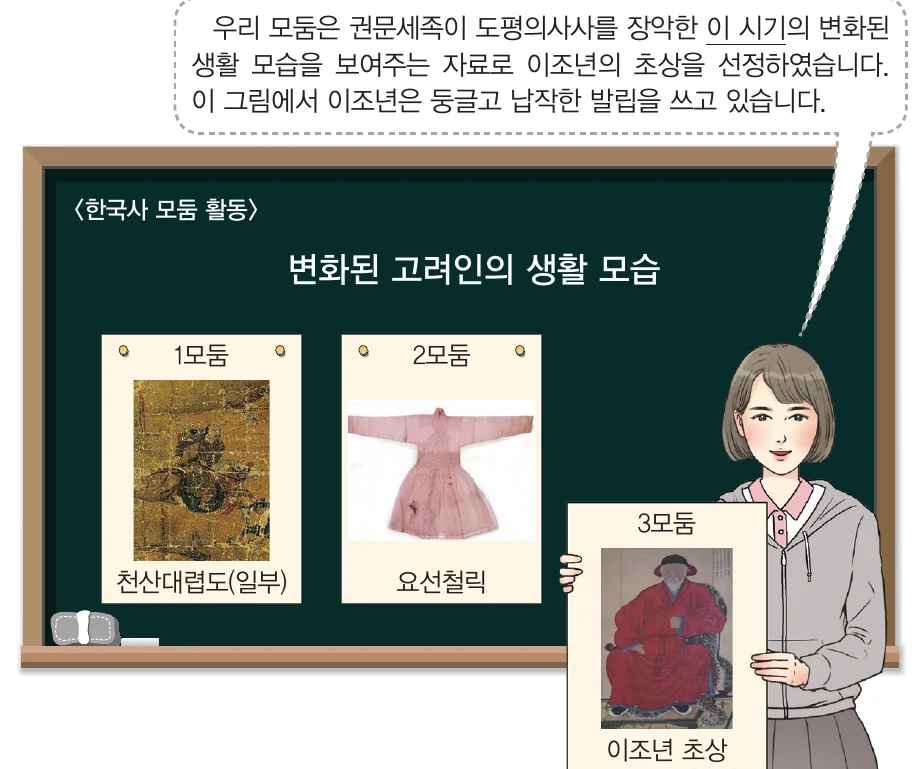 우리 모둠은 권문세족이 도평의사사를 장악한 이 시기의 변화된
생활 모습을 보여주는 자료로 이조년의 초상을 선정하였습니다.
이 그림에서 이조년은 둥글고 납작한 발립을 쓰고 있습니다.
〈한국사 모둠 활동〉
변화된 고려인의 생활 모습
1모둠
천산대렵도(일부)
2모둠
요선철릭
3모둠
이조년 초상